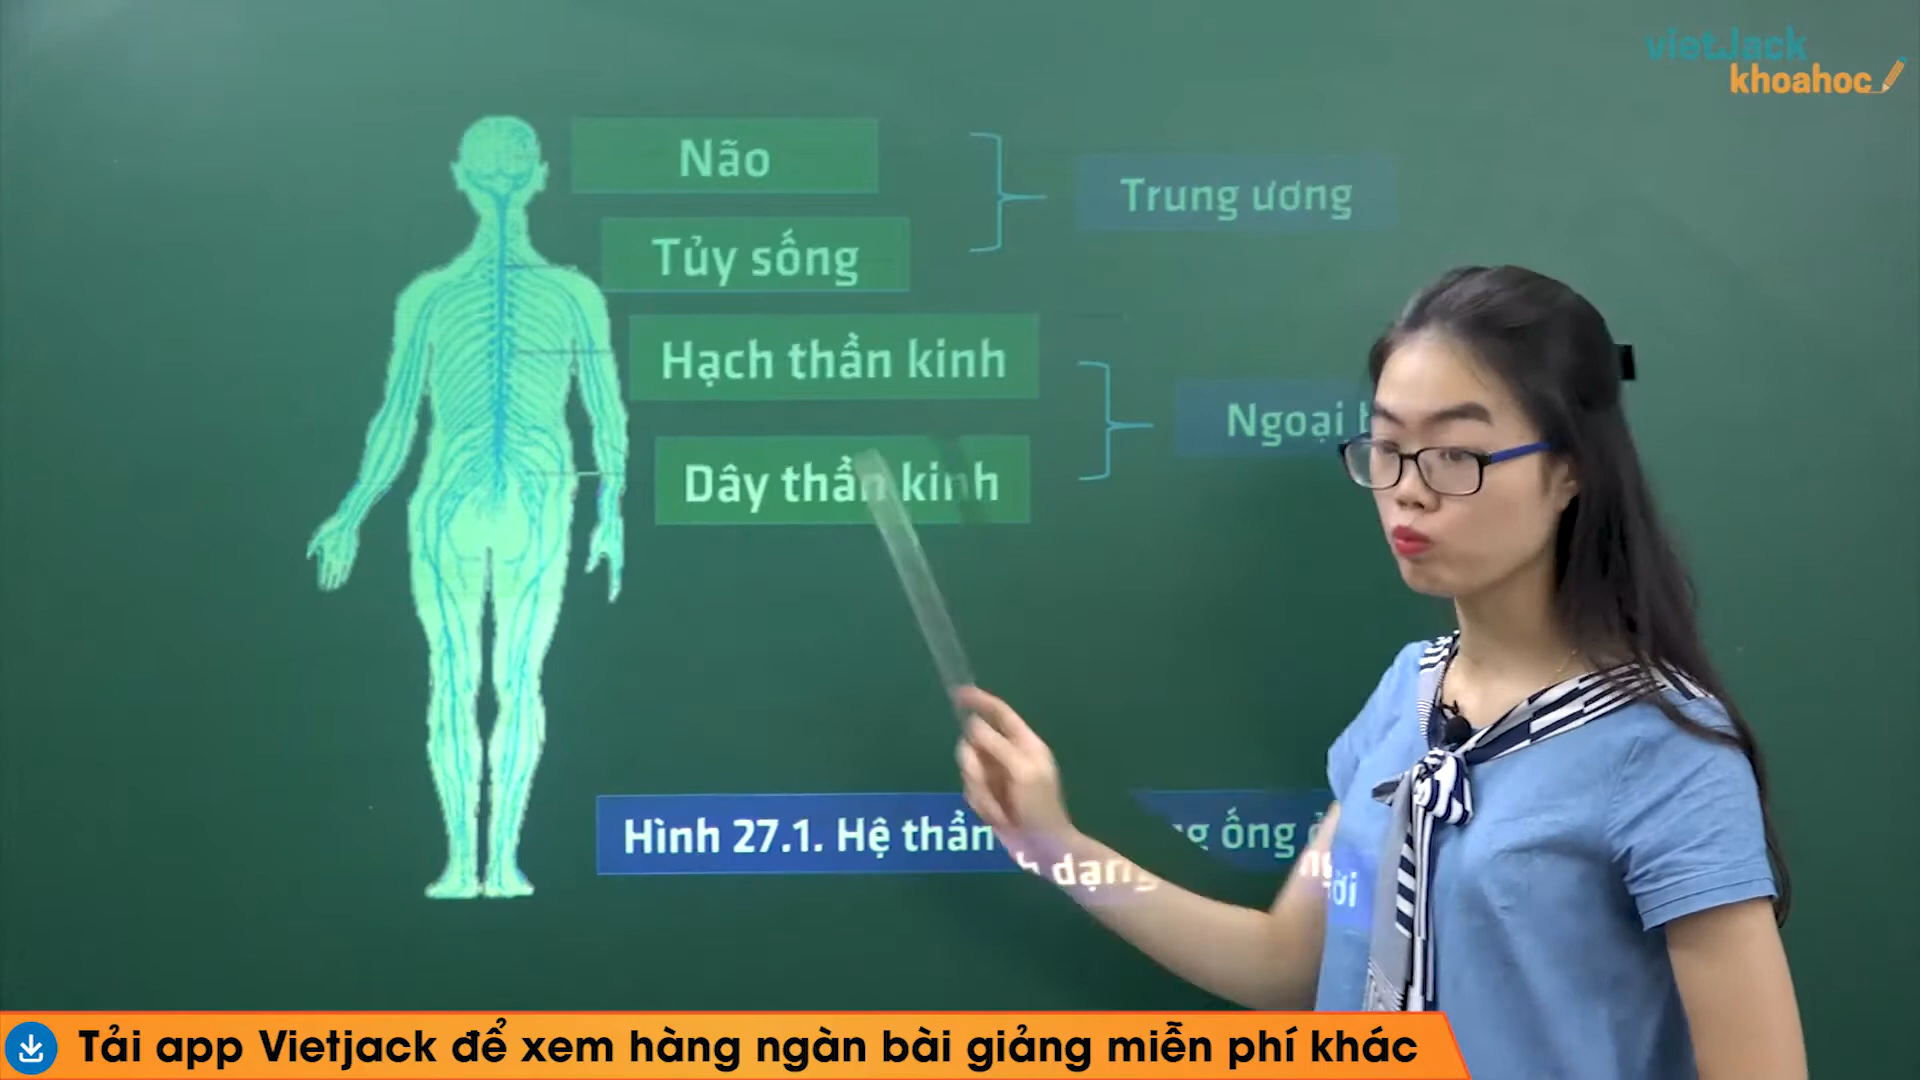 vietJack
khoahoc
Não
Trung ương
Tủy sống
Hạch thần kinh
Ngoại
Dây thần kinh
Hình 27.1. Hệ thần dạng ống
Tải app Vietjack để xem hàng ngàn bài giảng miễn phí khác